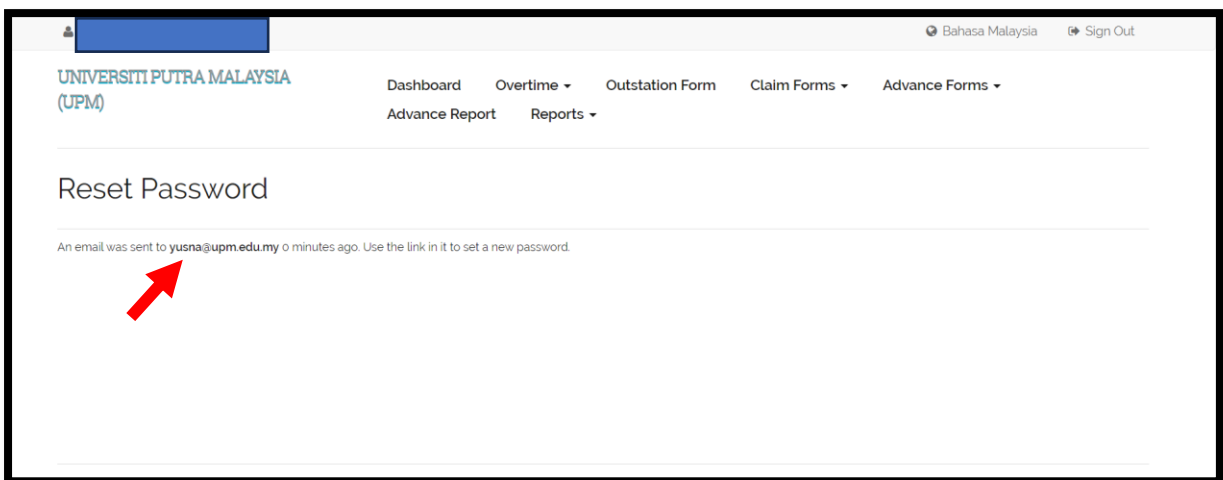 Bahasa Malaysia Sign Out
UNIVERSITI PUTRA MALAYSIA
(UPM)
Dashboard Overtime Outstation Form Claim Forms Advance Forms
Advance Report Reports
Reset Password
An email was sent to yusna@upm.edu.my 0 minutes ago. Use the link in it to set a new password.